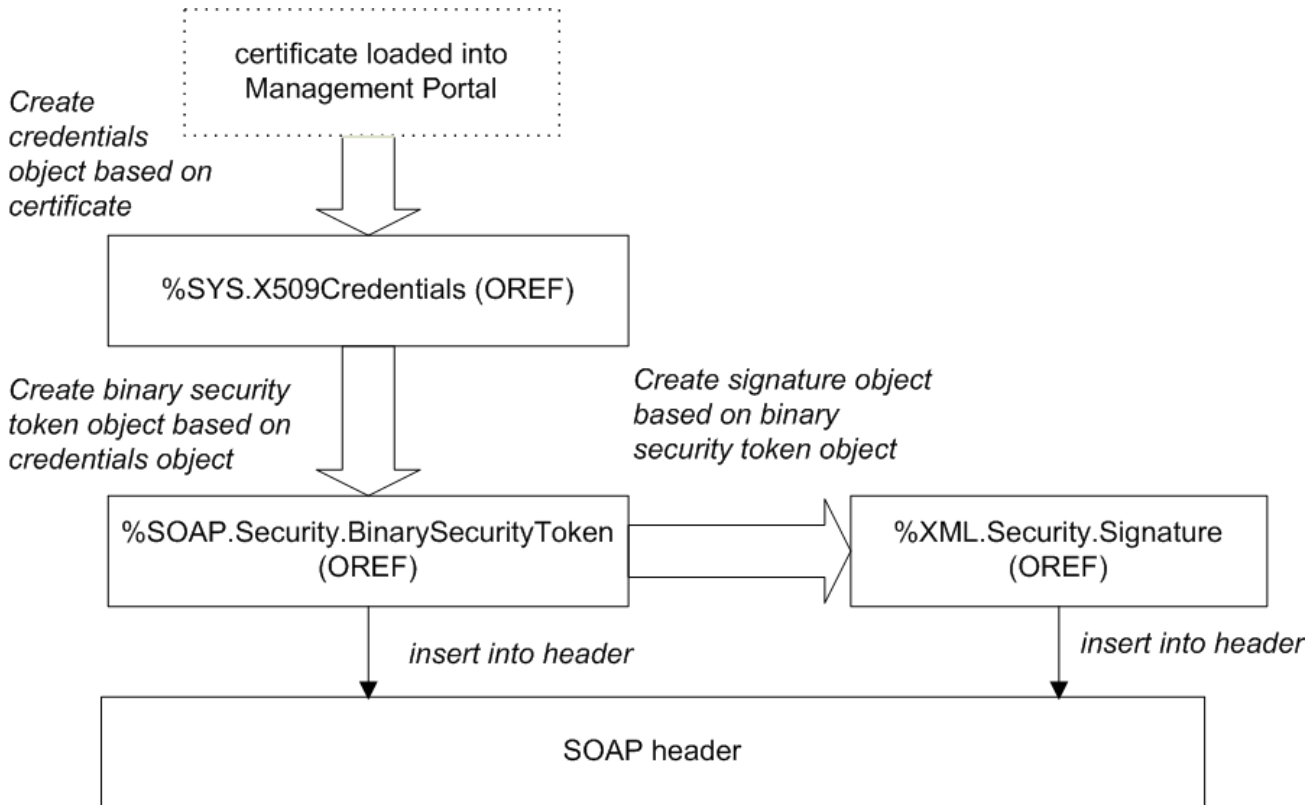 certificate loaded into
Management Portal
Create
credentials
object based on
certificate
%SYS.X509Credentials (OREF)
Create binary security
token object based on
credentials object
Create signature object
based on binary
security token object
%SOAP.Security.BinarySecurityToken
(OREF)
%XML.Security.Signature
(OREF)
insert into header
insert into header
SOAP header